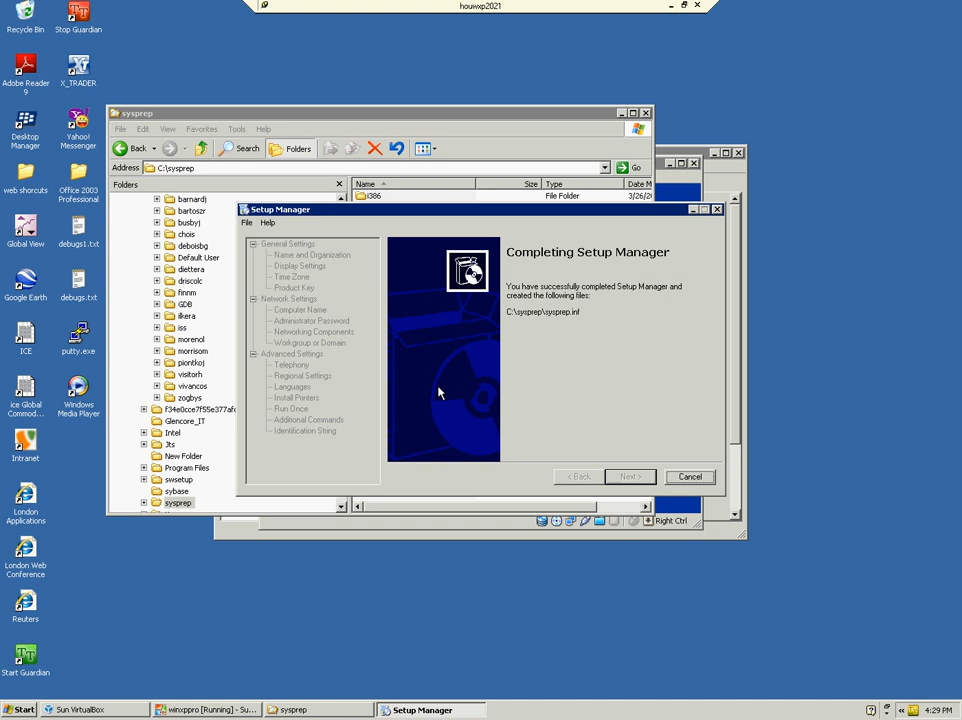 houwxp2021
Recycle Bin
Stop Guardian
Adobe Reader
9
X_TRADER
Desktop
Manager
Yahoo!
Messenger
web shorcuts
Office 2003
Professional
Global View
debugs1.txt
Google Earth
debugs.txt
ICE
putty.exe
ice Global
Commod...
Windows
Media Player
Intranet
London
Applications
London Web
Conference
Reuters
Start Guardian
sysprep
File Edit View Favorites Tools Help
Back Search Folders
Address C:\sysprep Go
Folders
Name Size Type Date M
i386 File Folder 3/26/20
barnardj
bartoszr
busbyj
chois
deboisbg
Default User
diettera
driscolc
finnm
GDB
ilkera
iss
morenol
morrisom
piontkoj
visitorh
vivancos
zogbys
Glencore_IT
Intel
Jts
New Folder
Program Files
swsetup
sybase
sysprep
Setup Manager
File Help
General Settings
Name and Organization
Display Settings
Time Zone
Product Key
Network Settings
Computer Name
Administrator Password
Networking Components
Workgroup or Domain
Advanced Settings
Telephony
Regional Settings
Languages
Install Printers
Run Once
Additional Commands
Identification String
Completing Setup Manager
You have successfully completed Setup Manager and
created the following files:
C:\sysprep\sysprep.inf
< Back Next > Cancel
Right Ctrl
Start Sun VirtualBox winxppro [Running] - Su... sysprep Setup Manager 4:29 PM